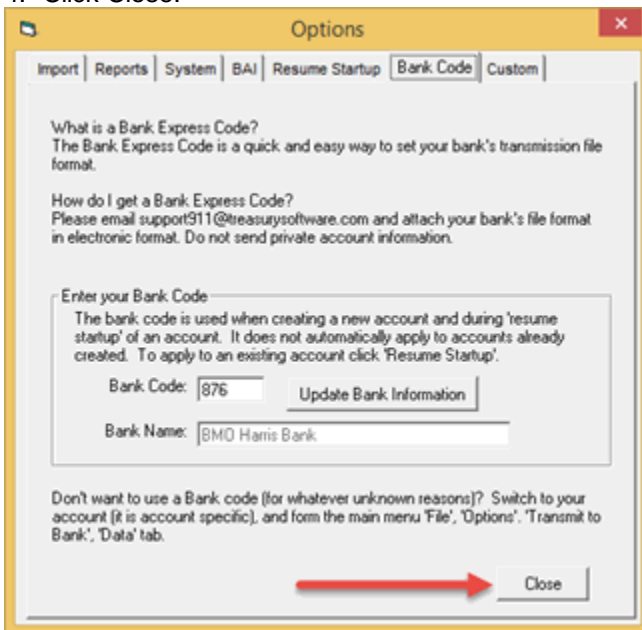 Click Close.
Options
Import Reports System BAI Resume Startup Bank Code Custom
What is a Bank Express Code?
The Bank Express Code is a quick and easy way to set your bank's transmission file
format.
How do I get a Bank Express Code?
Please email support911@treasurysoftware.com and attach your bank's file format
in electronic format. Do not send private account information.
Enter your Bank Code
The bank code is used when creating a new account and during 'resume
startup' of an account. It does not automatically apply to accounts already
created. To apply to an existing account click 'Resume Startup'.
Bank Code: 876 Update Bank Information
Bank Name: BMO Harris Bank
Don't want to use a Bank code (for whatever unknown reasons)? Switch to your
account (it is account specific), and form the main menu 'File', 'Options'. 'Transmit to
Bank', 'Data' tab.
Close